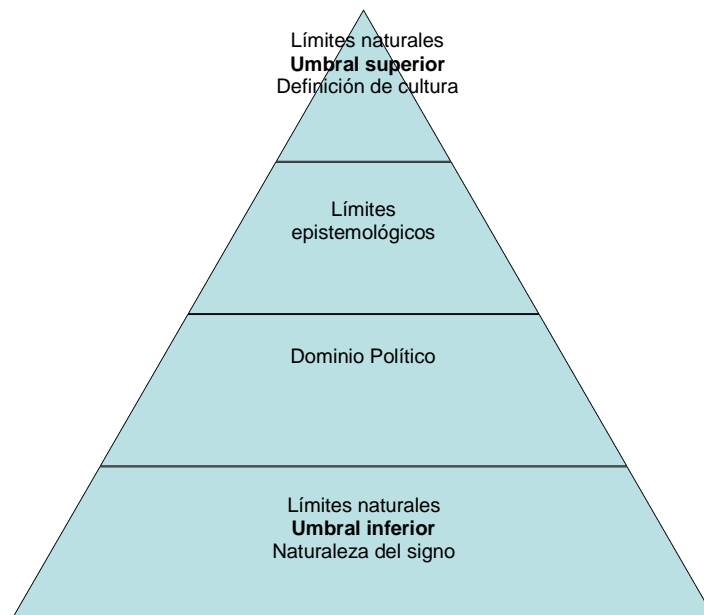 Límites naturales
Umbral superior
Definición de cultura
Límites
epistemológicos
Dominio Político
Límites naturales
Umbral inferior
Naturaleza del signo